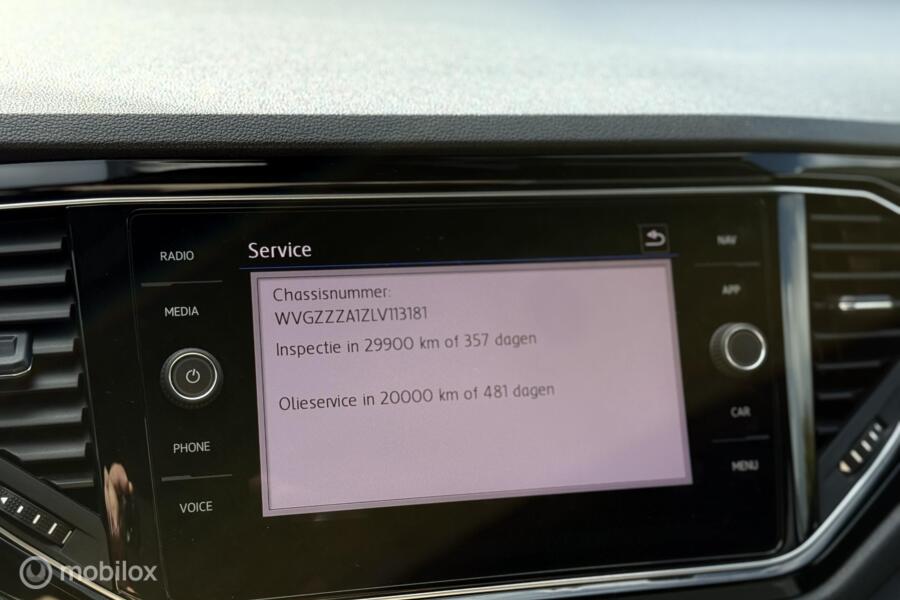 RADIO
MEDIA
PHONE
VOICE
Service
Chassisnummer:
WVGZZZA1ZLV113181
Inspectie in 29900 km of 357 dagen
Olieservice in 20000 km of 481 dagen
NAV
APP
CAR
MENU
mobilox